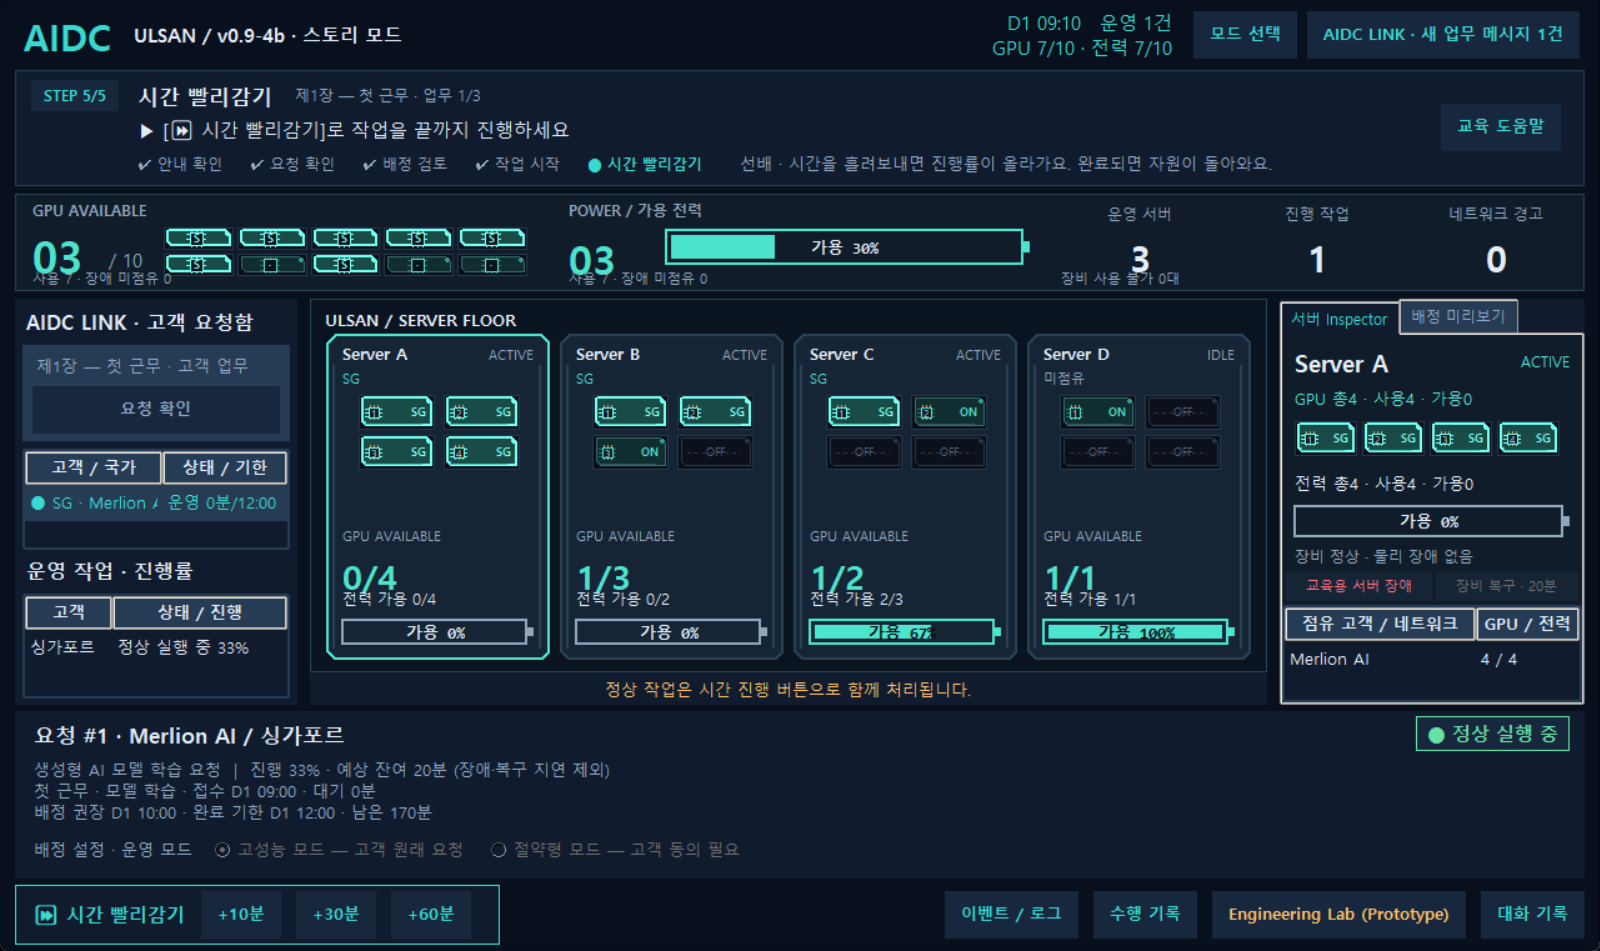 AIDC ULSAN / v0.9-4b · 스토리 모드
D1 09:10 운영 1건
GPU 7/10 · 전력 7/10
모드 선택
AIDC LINK · 새 업무 메시지 1건
STEP 5/5 시간 빨리감기 제1장 — 첫 근무 · 업무 1/3
▶ [⏩ 시간 빨리감기]로 작업을 끝까지 진행하세요
✔ 안내 확인 ✔ 요청 확인 ✔ 배정 검토 ✔ 작업 시작 ● 시간 빨리감기 선배 · 시간을 흘려보내면 진행률이 올라가요. 완료되면 자원이 돌아와요.
교육 도움말
GPU AVAILABLE
03 / 10
사용 7 · 장애 미점유 0
S S S S S
S - S - -
POWER / 가용 전력
03
사용 7 · 장애 미점유 0
가용 30%
운영 서버
3
장비 사용 불가 0대
진행 작업
1
네트워크 경고
0
AIDC LINK · 고객 요청함
제1장 — 첫 근무 · 고객 업무
요청 확인
고객 / 국가 상태 / 기한
● SG · Merlion 운영 0분/12:00
운영 작업 · 진행률
고객 상태 / 진행
싱가포르 정상 실행 중 33%
ULSAN / SERVER FLOOR
Server A ACTIVE
SG
1 SG 2 SG
3 SG 4 SG
GPU AVAILABLE
0/4
전력 가용 0/4
가용 0%
Server B ACTIVE
SG
1 SG 2 SG
3 ON OFF
GPU AVAILABLE
1/3
전력 가용 0/2
가용 0%
Server C ACTIVE
SG
1 SG 2 ON
OFF OFF
GPU AVAILABLE
1/2
전력 가용 2/3
가용 67%
Server D IDLE
미점유
1 ON OFF
OFF OFF
GPU AVAILABLE
1/1
전력 가용 1/1
가용 100%
정상 작업은 시간 진행 버튼으로 함께 처리됩니다.
서버 Inspector 배정 미리보기
Server A ACTIVE
GPU 총4 · 사용4 · 가용0
1 SG 2 SG 3 SG 4 SG
전력 총4 · 사용4 · 가용0
가용 0%
장비 정상 · 물리 장애 없음
교육용 서버 장애 장비 복구 · 20분
점유 고객 / 네트워크 GPU / 전력
Merlion AI 4 / 4
요청 #1 · Merlion AI / 싱가포르
● 정상 실행 중
생성형 AI 모델 학습 요청 | 진행 33% · 예상 잔여 20분 (장애·복구 지연 제외)
첫 근무 · 모델 학습 · 접수 D1 09:00 · 대기 0분
배정 권장 D1 10:00 · 완료 기한 D1 12:00 · 남은 170분
배정 설정 · 운영 모드 고성능 모드 — 고객 원래 요청 절약형 모드 — 고객 동의 필요
⏩ 시간 빨리감기 +10분 +30분 +60분
이벤트 / 로그 수행 기록 Engineering Lab (Prototype) 대화 기록